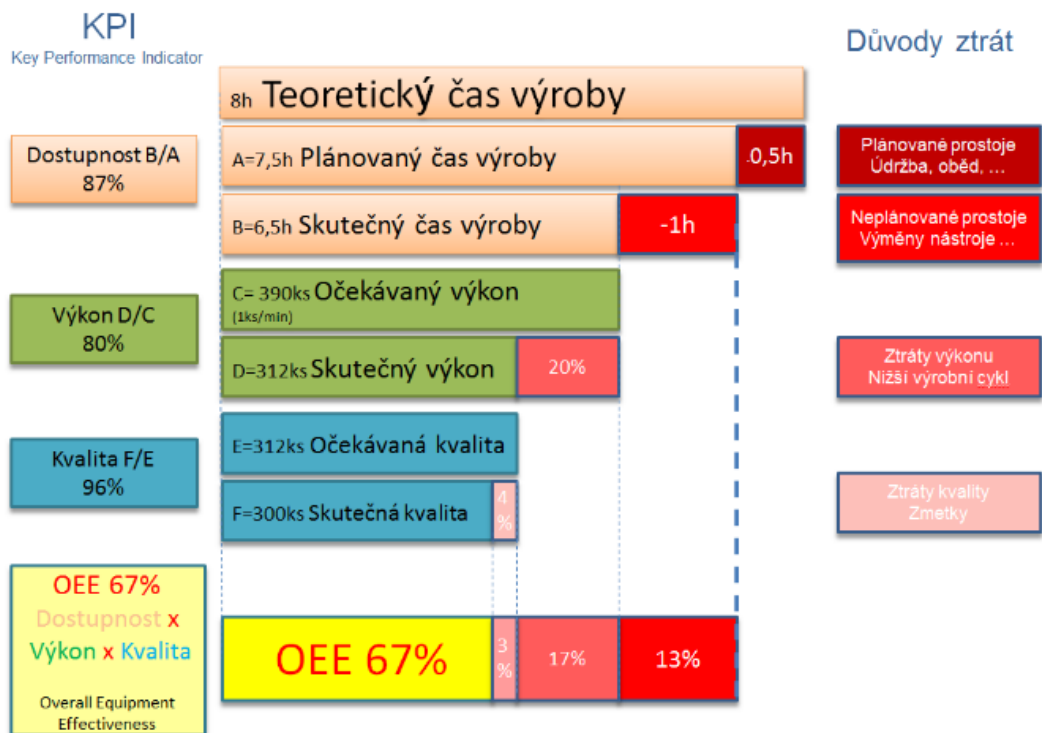 KPI
Key Performance Indicator
Důvody ztrát
8h Teoretický čas výroby
Dostupnost B/A
87%
A=7,5h Plánovaný čas výroby
-0,5h
Plánované prostoje
Údržba, oběd, ...
B=6,5h Skutečný čas výroby
-1h
Neplánované prostoje
Výměny nástroje ...
Výkon D/C
80%
C= 390ks Očekávaný výkon
(1ks/min)
D=312ks Skutečný výkon
20%
Ztráty výkonu
Nižší výrobní cykl
Kvalita F/E
96%
E=312ks Očekávaná kvalita
F=300ks Skutečná kvalita
4
%
Ztráty kvality
Zmetky
OEE 67%
Dostupnost x
Výkon x Kvalita
Overall Equipment
Effectiveness
OEE 67%
3
%
17%
13%